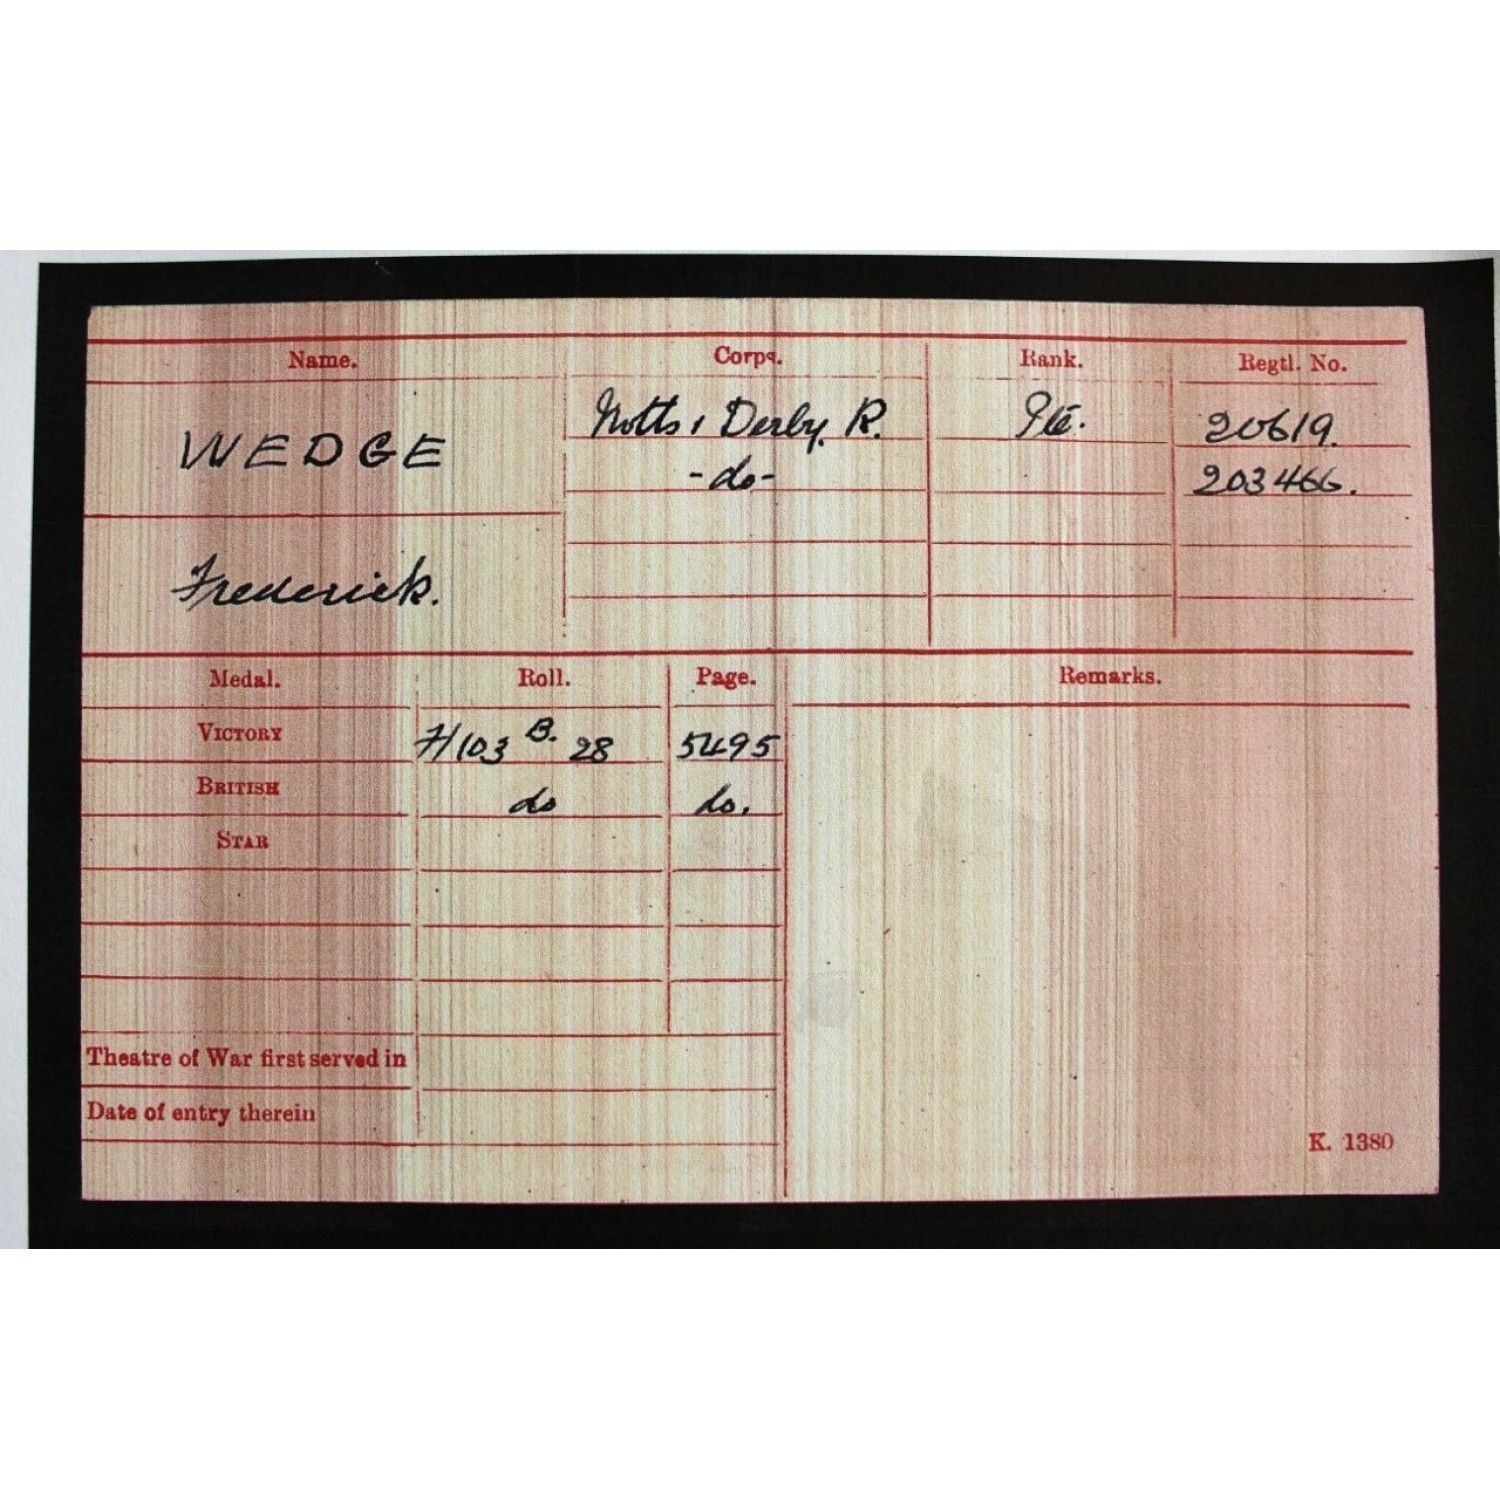 Name. Corps. Rank. Regtl. No.
WEDGE Notts & Derby. R. Pte. 20619.
-do- 203466.
Frederick.
Medal. Roll. Page. Remarks.
VICTORY H/103 B. 28 5495
BRITISH do do.
STAR
Theatre of War first served in
Date of entry therein
K. 1380